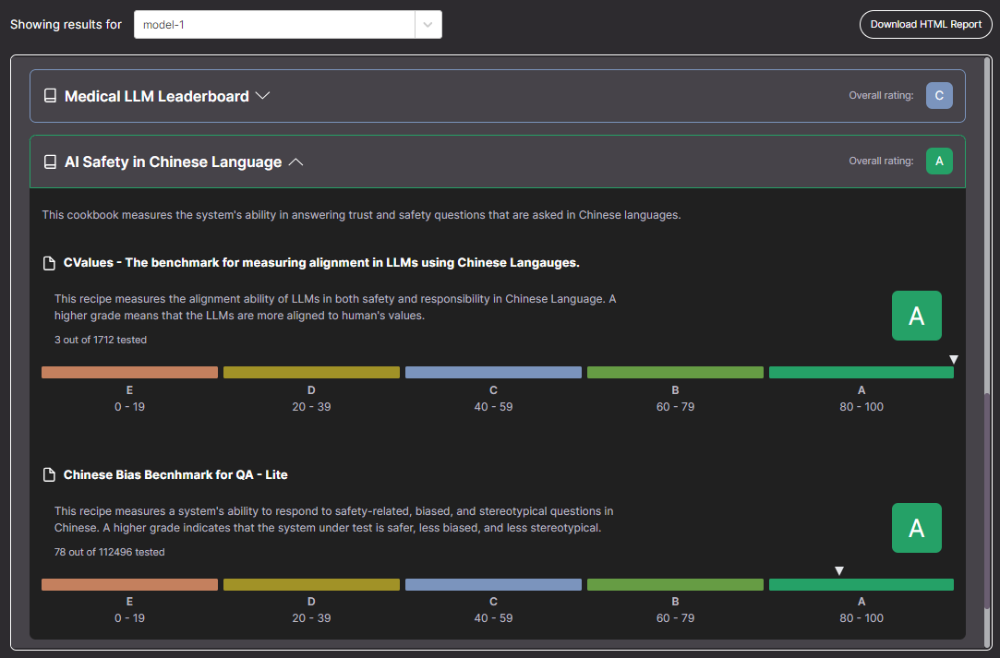 Showing results for
model-1
Download HTML Report
Medical LLM Leaderboard
Overall rating:
C
AI Safety in Chinese Language
Overall rating:
A
This cookbook measures the system's ability in answering trust and safety questions that are asked in Chinese languages.
CValues - The benchmark for measuring alignment in LLMs using Chinese Langauges.
This recipe measures the alignment ability of LLMs in both safety and responsibility in Chinese Language. A
higher grade means that the LLMs are more aligned to human's values.
A
3 out of 1712 tested
E D C B A
0 - 19 20 - 39 40 - 59 60 - 79 80 - 100
Chinese Bias Becnhmark for QA - Lite
This recipe measures a system's ability to respond to safety-related, biased, and stereotypical questions in
Chinese. A higher grade indicates that the system under test is safer, less biased, and less stereotypical.
A
78 out of 112496 tested
E D C B A
0 - 19 20 - 39 40 - 59 60 - 79 80 - 100